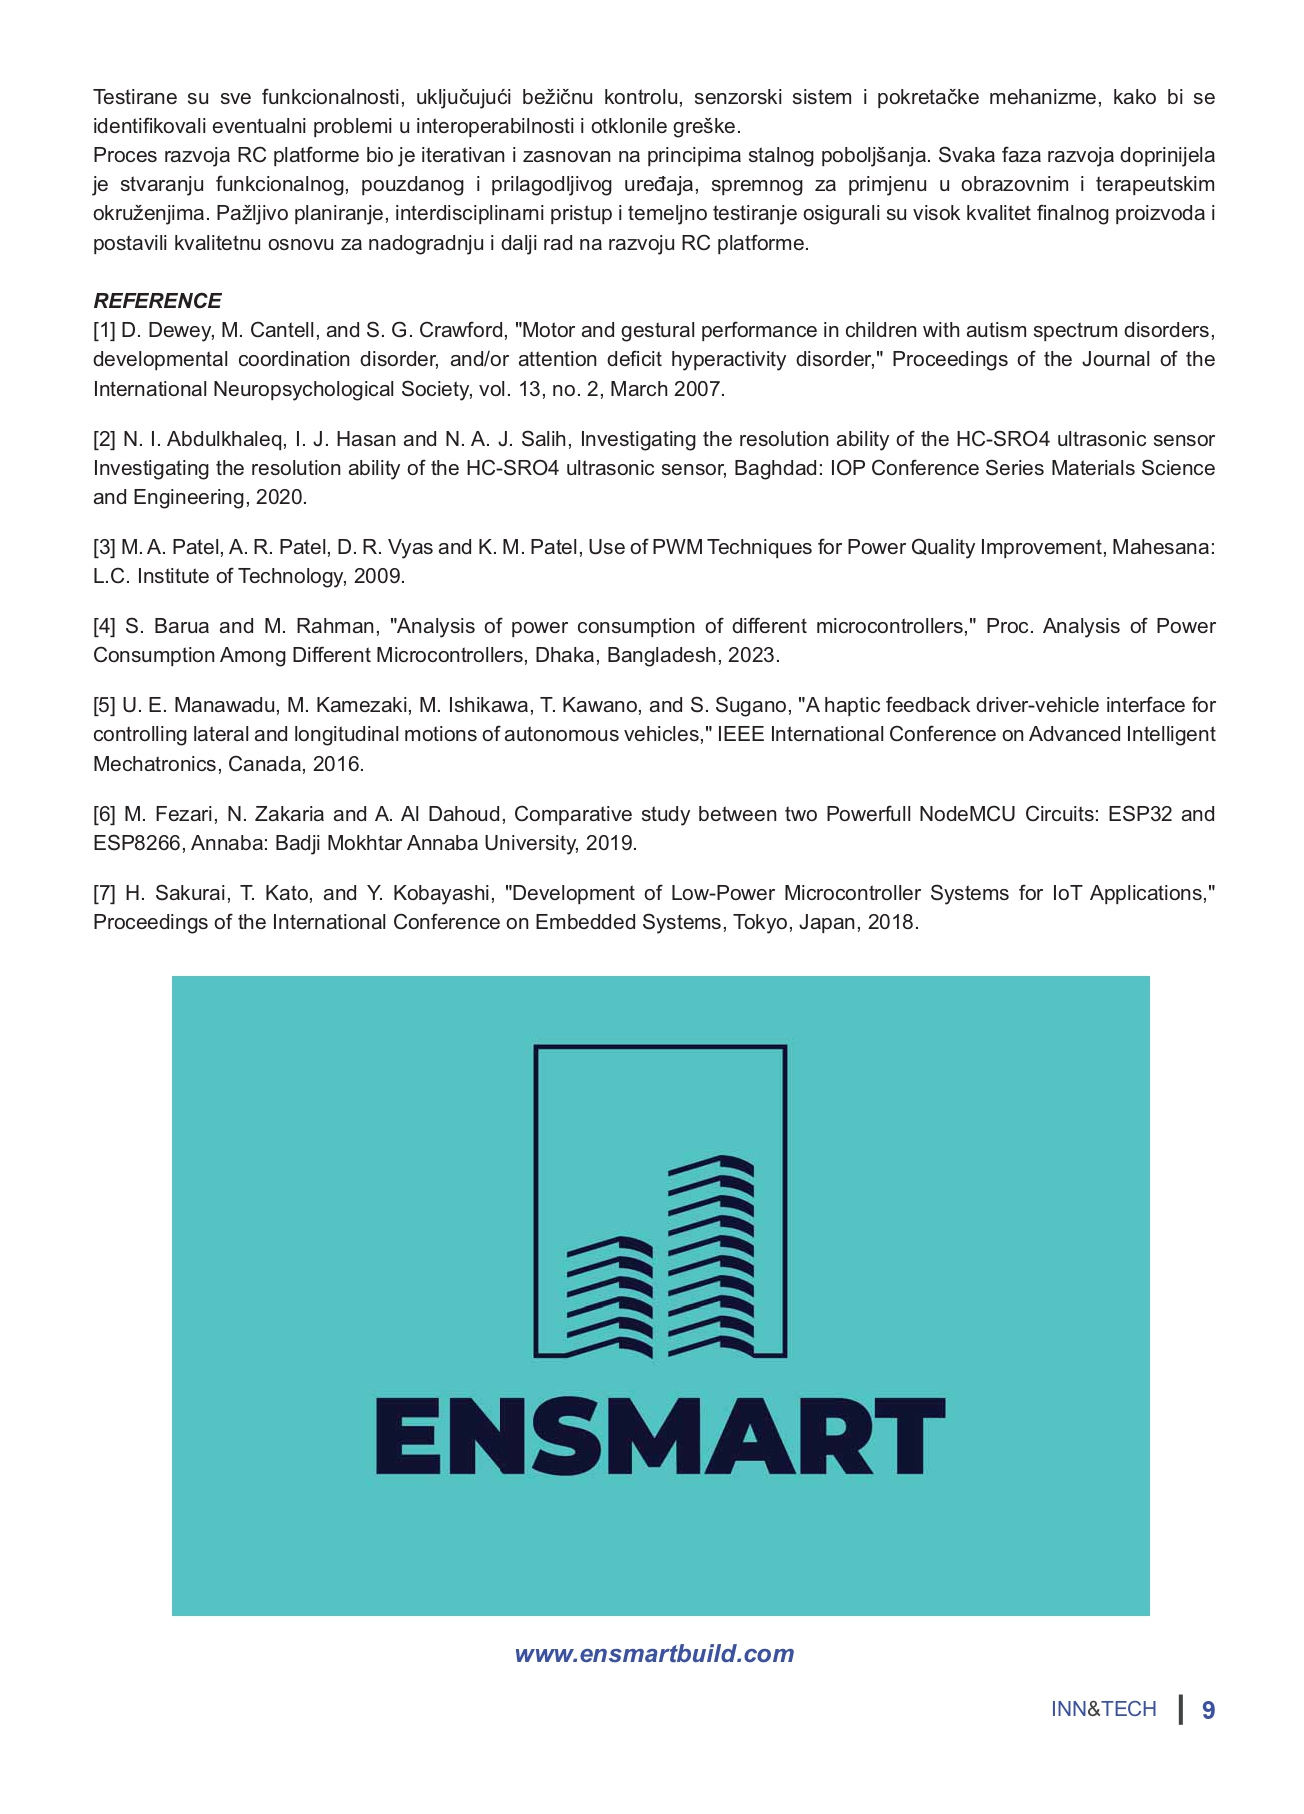 Testirane su sve funkcionalnosti, uključujući bežičnu kontrolu, senzorski sistem i pokretačke mehanizme, kako bi se
identifikovali eventualni problemi u interoperabilnosti i otklonile greške.
Proces razvoja RC platforme bio je iterativan i zasnovan na principima stalnog poboljšanja. Svaka faza razvoja doprinijela
je stvaranju funkcionalnog, pouzdanog i prilagodljivog uređaja, spremnog za primjenu u obrazovnim i terapeutskim
okruženjima. Pažljivo planiranje, interdisciplinarni pristup i temeljno testiranje osigurali su visok kvalitet finalnog proizvoda i
postavili kvalitetnu osnovu za nadogradnju i dalji rad na razvoju RC platforme.
REFERENCE
[1] D. Dewey, M. Cantell, and S. G. Crawford, "Motor and gestural performance in children with autism spectrum disorders,
developmental coordination disorder, and/or attention deficit hyperactivity disorder," Proceedings of the Journal of the
International Neuropsychological Society, vol. 13, no. 2, March 2007.
[2] N. I. Abdulkhaleq, I. J. Hasan and N. A. J. Salih, Investigating the resolution ability of the HC-SRO4 ultrasonic sensor
Investigating the resolution ability of the HC-SRO4 ultrasonic sensor, Baghdad: IOP Conference Series Materials Science
and Engineering, 2020.
[3] M. A. Patel, A. R. Patel, D. R. Vyas and K. M. Patel, Use of PWM Techniques for Power Quality Improvement, Mahesana:
L.C. Institute of Technology, 2009.
[4] S. Barua and M. Rahman, "Analysis of power consumption of different microcontrollers," Proc. Analysis of Power
Consumption Among Different Microcontrollers, Dhaka, Bangladesh, 2023.
[5] U. E. Manawadu, M. Kamezaki, M. Ishikawa, T. Kawano, and S. Sugano, "A haptic feedback driver-vehicle interface for
controlling lateral and longitudinal motions of autonomous vehicles," IEEE International Conference on Advanced Intelligent
Mechatronics, Canada, 2016.
[6] M. Fezari, N. Zakaria and A. Al Dahoud, Comparative study between two Powerfull NodeMCU Circuits: ESP32 and
ESP8266, Annaba: Badji Mokhtar Annaba University, 2019.
[7] H. Sakurai, T. Kato, and Y. Kobayashi, "Development of Low-Power Microcontroller Systems for IoT Applications,"
Proceedings of the International Conference on Embedded Systems, Tokyo, Japan, 2018.
ENSMART
www.ensmartbuild.com
INN&TECH | 9